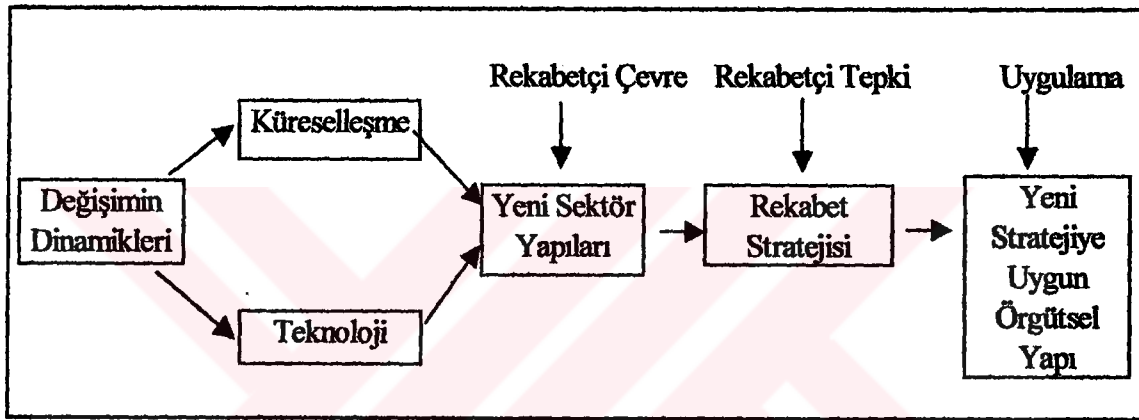 Rekabetçi Çevre
Rekabetçi Tepki
Uygulama
Küreselleşme
Değişimin
Dinamikleri
Teknoloji
Yeni Sektör
Yapıları
Rekabet
Stratejisi
Yeni
Stratejiye
Uygun
Örgütsel
Yapı